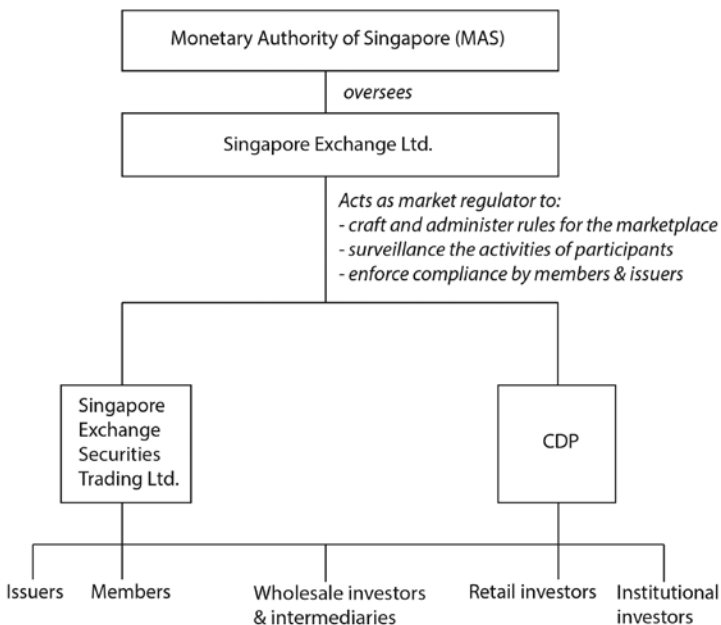 Monetary Authority of Singapore (MAS)
oversees
Singapore Exchange Ltd.
Acts as market regulator to:
- craft and administer rules for the marketplace
- surveillance the activities of participants
- enforce compliance by members & issuers
Singapore
Exchange
Securities
Trading Ltd.
CDP
Issuers
Members
Wholesale investors
& intermediaries
Retail investors
Institutional
investors